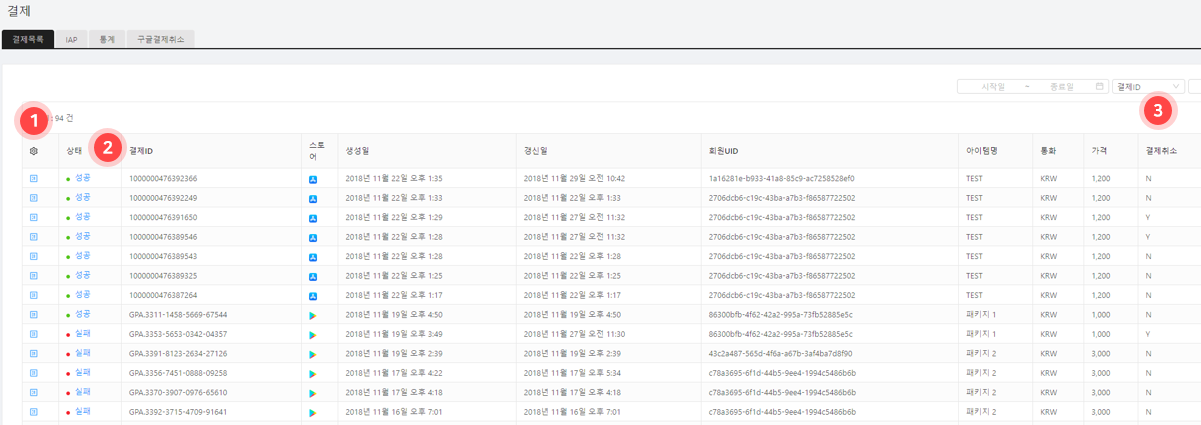 결제
결제목록 IAP 통계 구글결제취소
시작일 ~ 종료일 결제ID
1 : 94 건 3
상태 2 결제ID 스토어 생성일 갱신일 회원UID 아이템명 통화 가격 결제취소
성공 1000000476392366 2018년 11월 22일 오후 1:35 2018년 11월 29일 오전 10:42 1a16281e-b933-41a8-85c9-ac7258528ef0 TEST KRW 1,200 N
성공 1000000476392249 2018년 11월 22일 오후 1:33 2018년 11월 22일 오후 1:33 2706dcb6-c19c-43ba-a7b3-f86587722502 TEST KRW 1,200 N
성공 1000000476391650 2018년 11월 22일 오후 1:29 2018년 11월 27일 오전 11:32 2706dcb6-c19c-43ba-a7b3-f86587722502 TEST KRW 1,200 Y
성공 1000000476389546 2018년 11월 22일 오후 1:28 2018년 11월 27일 오전 11:32 2706dcb6-c19c-43ba-a7b3-f86587722502 TEST KRW 1,200 Y
성공 1000000476389543 2018년 11월 22일 오후 1:28 2018년 11월 22일 오후 1:28 2706dcb6-c19c-43ba-a7b3-f86587722502 TEST KRW 1,200 N
성공 1000000476389325 2018년 11월 22일 오후 1:25 2018년 11월 22일 오후 1:25 2706dcb6-c19c-43ba-a7b3-f86587722502 TEST KRW 1,200 N
성공 1000000476387264 2018년 11월 22일 오후 1:17 2018년 11월 22일 오후 1:17 2706dcb6-c19c-43ba-a7b3-f86587722502 TEST KRW 1,200 N
성공 GPA.3311-1458-5669-67544 2018년 11월 19일 오후 4:50 2018년 11월 19일 오후 4:50 86300bfb-4f62-42a2-995a-73fb52885e5c 패키지 1 KRW 1,000 N
실패 GPA.3353-5653-0342-04357 2018년 11월 19일 오후 3:49 2018년 11월 27일 오전 11:30 86300bfb-4f62-42a2-995a-73fb52885e5c 패키지 1 KRW 1,000 Y
실패 GPA.3391-8123-2634-27126 2018년 11월 19일 오후 2:39 2018년 11월 19일 오후 2:39 43c2a487-565d-4f6a-a67b-3af4ba7d8f90 패키지 2 KRW 3,000 N
실패 GPA.3356-7451-0888-09258 2018년 11월 17일 오후 4:22 2018년 11월 17일 오후 5:34 c78a3695-6f1d-44b5-9ee4-1994c5486b6b 패키지 2 KRW 3,000 N
실패 GPA.3370-3907-0976-65610 2018년 11월 17일 오후 4:18 2018년 11월 17일 오후 4:18 c78a3695-6f1d-44b5-9ee4-1994c5486b6b 패키지 2 KRW 3,000 N
실패 GPA.3392-3715-4709-91641 2018년 11월 16일 오후 7:01 2018년 11월 16일 오후 7:01 c78a3695-6f1d-44b5-9ee4-1994c5486b6b 패키지 2 KRW 3,000 N